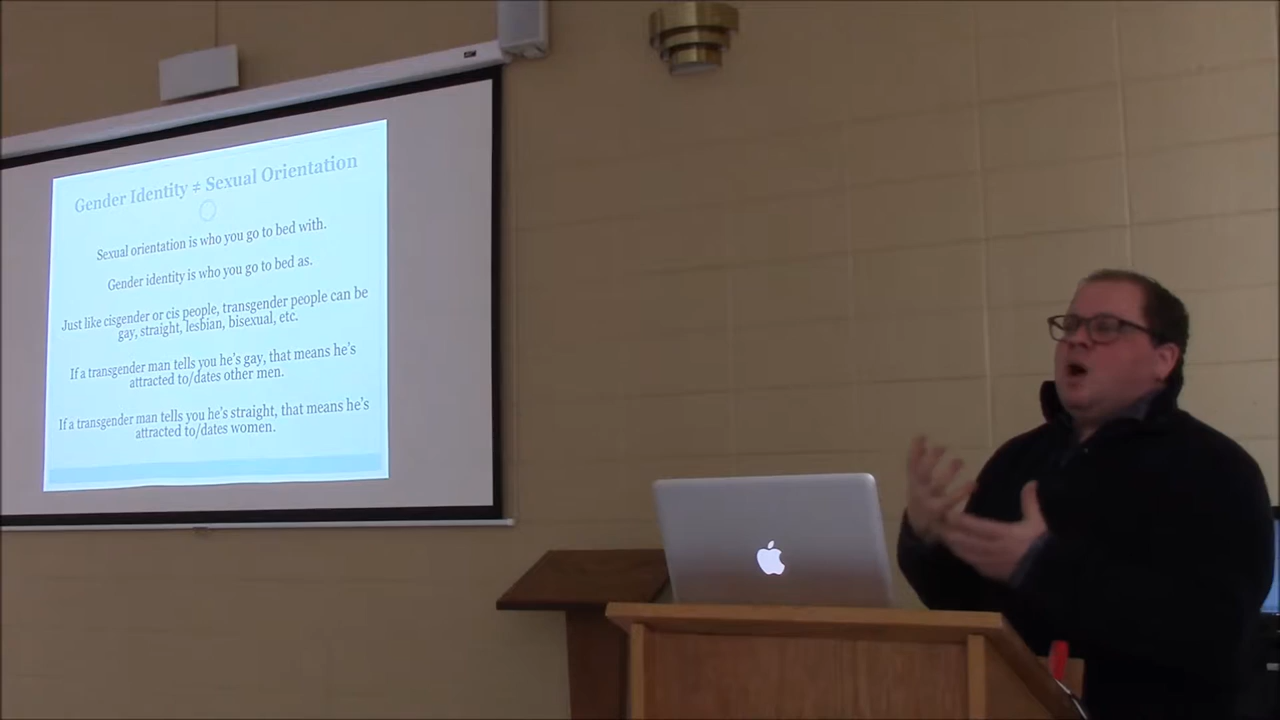 Gender Identity ≠ Sexual Orientation
Sexual orientation is who you go to bed with.
Gender identity is who you go to bed as.
Just like cisgender or cis people, transgender people can be
gay, straight, lesbian, bisexual, etc.
If a transgender man tells you he's gay, that means he's
attracted to/dates other men.
If a transgender man tells you he's straight, that means he's
attracted to/dates women.